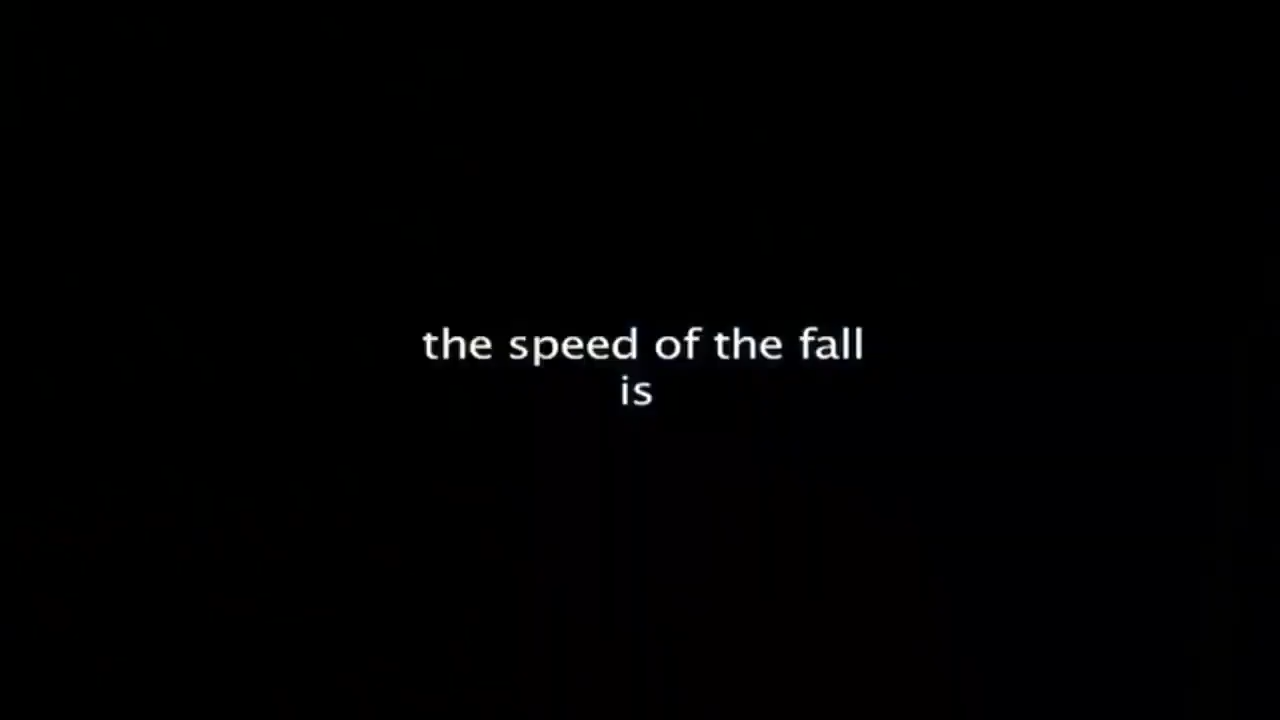 the speed of the fall
is